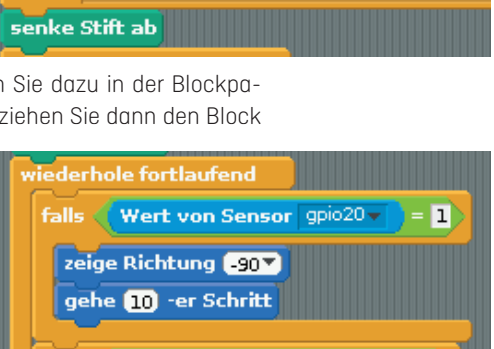 senke Stift ab
Sie dazu in der Blockpa-
ziehen Sie dann den Block
wiederhole fortlaufend
falls Wert von Sensor gpio20 = 1
zeige Richtung -90
gehe 10 -er Schritt